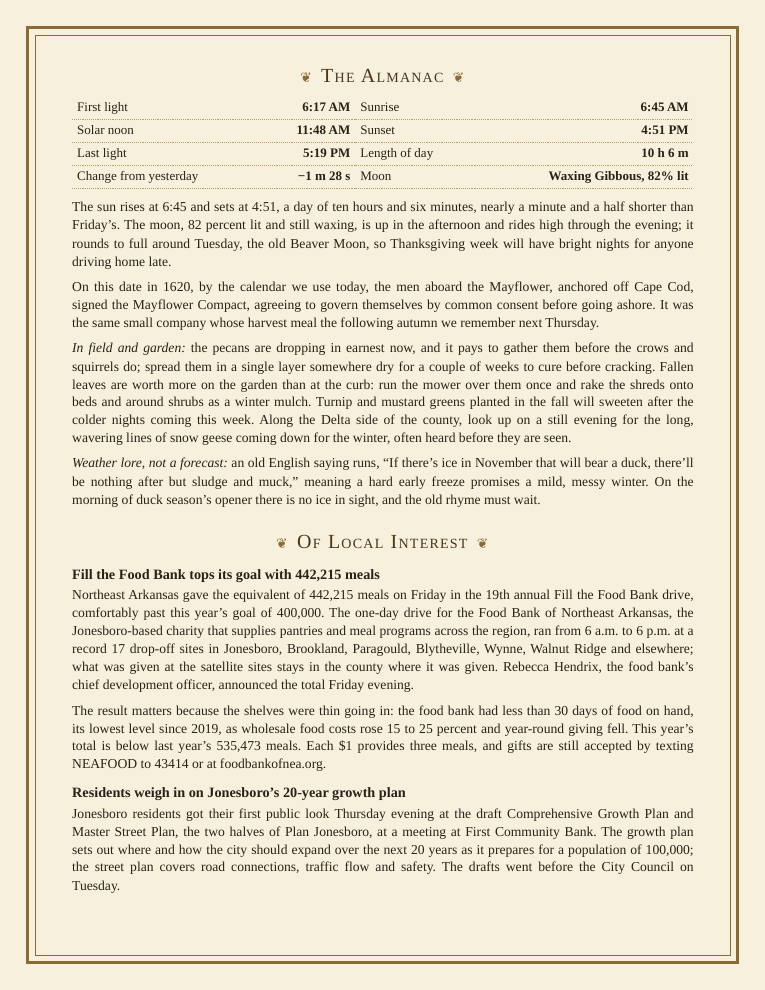 The Almanac
First light 6:17 AM Sunrise 6:45 AM
Solar noon 11:48 AM Sunset 4:51 PM
Last light 5:19 PM Length of day 10 h 6 m
Change from yesterday −1 m 28 s Moon Waxing Gibbous, 82% lit
The sun rises at 6:45 and sets at 4:51, a day of ten hours and six minutes, nearly a minute and a half shorter than
Friday’s. The moon, 82 percent lit and still waxing, is up in the afternoon and rides high through the evening; it
rounds to full around Tuesday, the old Beaver Moon, so Thanksgiving week will have bright nights for anyone
driving home late.
On this date in 1620, by the calendar we use today, the men aboard the Mayflower, anchored off Cape Cod,
signed the Mayflower Compact, agreeing to govern themselves by common consent before going ashore. It was
the same small company whose harvest meal the following autumn we remember next Thursday.
In field and garden: the pecans are dropping in earnest now, and it pays to gather them before the crows and
squirrels do; spread them in a single layer somewhere dry for a couple of weeks to cure before cracking. Fallen
leaves are worth more on the garden than at the curb: run the mower over them once and rake the shreds onto
beds and around shrubs as a winter mulch. Turnip and mustard greens planted in the fall will sweeten after the
colder nights coming this week. Along the Delta side of the county, look up on a still evening for the long,
wavering lines of snow geese coming down for the winter, often heard before they are seen.
Weather lore, not a forecast: an old English saying runs, “If there’s ice in November that will bear a duck, there’ll
be nothing after but sludge and muck,” meaning a hard early freeze promises a mild, messy winter. On the
morning of duck season’s opener there is no ice in sight, and the old rhyme must wait.
Of Local Interest
Fill the Food Bank tops its goal with 442,215 meals
Northeast Arkansas gave the equivalent of 442,215 meals on Friday in the 19th annual Fill the Food Bank drive,
comfortably past this year’s goal of 400,000. The one-day drive for the Food Bank of Northeast Arkansas, the
Jonesboro-based charity that supplies pantries and meal programs across the region, ran from 6 a.m. to 6 p.m. at a
record 17 drop-off sites in Jonesboro, Brookland, Paragould, Blytheville, Wynne, Walnut Ridge and elsewhere;
what was given at the satellite sites stays in the county where it was given. Rebecca Hendrix, the food bank’s
chief development officer, announced the total Friday evening.
The result matters because the shelves were thin going in: the food bank had less than 30 days of food on hand,
its lowest level since 2019, as wholesale food costs rose 15 to 25 percent and year-round giving fell. This year’s
total is below last year’s 535,473 meals. Each $1 provides three meals, and gifts are still accepted by texting
NEAFOOD to 43414 or at foodbankofnea.org.
Residents weigh in on Jonesboro’s 20-year growth plan
Jonesboro residents got their first public look Thursday evening at the draft Comprehensive Growth Plan and
Master Street Plan, the two halves of Plan Jonesboro, at a meeting at First Community Bank. The growth plan
sets out where and how the city should expand over the next 20 years as it prepares for a population of 100,000;
the street plan covers road connections, traffic flow and safety. The drafts went before the City Council on
Tuesday.